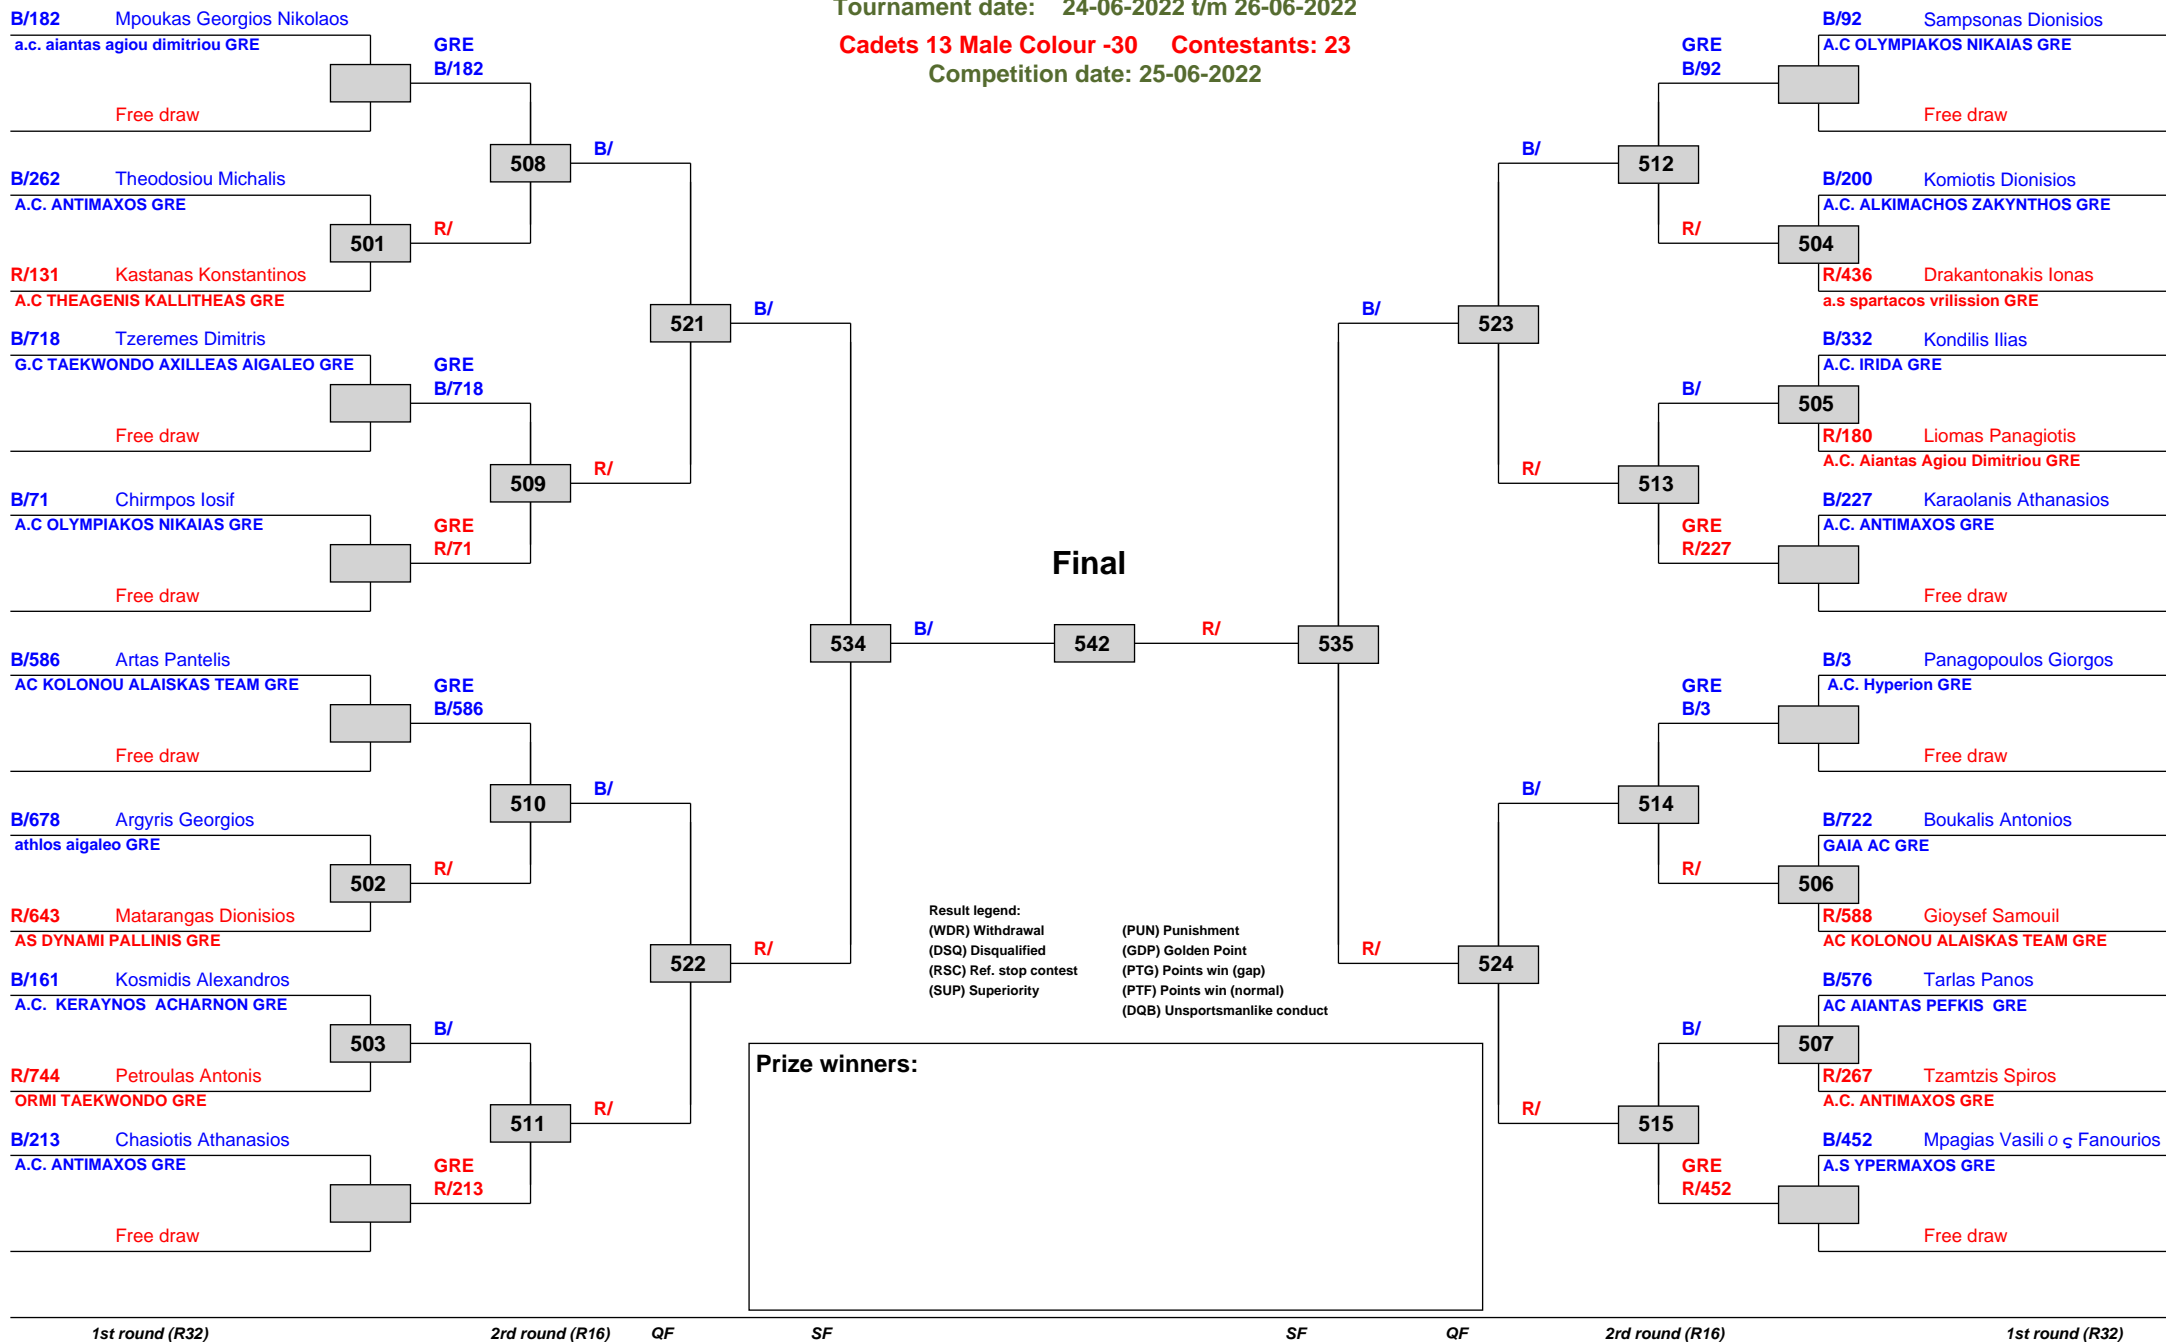 Tournament date: 24-06-2022 t/m 26-06-2022
Cadets 13 Male Colour -30 Contestants: 23
Competition date: 25-06-2022
B/182 Mpoukas Georgios Nikolaos
a.c. aiantas agiou dimitriou GRE
GRE
B/182
Free draw
508
B/
B/262 Theodosiou Michalis
A.C. ANTIMAXOS GRE
501
R/
R/131 Kastanas Konstantinos
A.C THEAGENIS KALLITHEAS GRE
521
B/
B/718 Tzeremes Dimitris
G.C TAEKWONDO AXILLEAS AIGALEO GRE
GRE
B/718
Free draw
509
R/
B/71 Chirmpos Iosif
A.C OLYMPIAKOS NIKAIAS GRE
GRE
R/71
Free draw
534
B/
B/586 Artas Pantelis
AC KOLONOU ALAISKAS TEAM GRE
GRE
B/586
Free draw
510
B/
B/678 Argyris Georgios
athlos aigaleo GRE
502
R/
R/643 Matarangas Dionisios
AS DYNAMI PALLINIS GRE
522
R/
B/161 Kosmidis Alexandros
A.C. KERAYNOS ACHARNON GRE
503
B/
R/744 Petroulas Antonis
ORMI TAEKWONDO GRE
511
R/
B/213 Chasiotis Athanasios
A.C. ANTIMAXOS GRE
GRE
R/213
Free draw
Final
542
R/
535
Result legend:
(WDR) Withdrawal (PUN) Punishment
(DSQ) Disqualified (GDP) Golden Point
(RSC) Ref. stop contest (PTG) Points win (gap)
(SUP) Superiority (PTF) Points win (normal)
(DQB) Unsportsmanlike conduct
Prize winners:
B/92 Sampsonas Dionisios
A.C OLYMPIAKOS NIKAIAS GRE
GRE
B/92
Free draw
B/
512
B/200 Komiotis Dionisios
A.C. ALKIMACHOS ZAKYNTHOS GRE
R/
504
R/436 Drakantonakis Ionas
a.s spartacos vrilission GRE
B/
523
B/332 Kondilis Ilias
A.C. IRIDA GRE
B/
505
R/180 Liomas Panagiotis
A.C. Aiantas Agiou Dimitriou GRE
R/
513
B/227 Karaolanis Athanasios
A.C. ANTIMAXOS GRE
GRE
R/227
Free draw
B/3 Panagopoulos Giorgos
A.C. Hyperion GRE
GRE
B/3
Free draw
B/
514
B/722 Boukalis Antonios
GAIA AC GRE
R/
506
R/588 Gioysef Samouil
AC KOLONOU ALAISKAS TEAM GRE
R/
524
B/576 Tarlas Panos
AC AIANTAS PEFKIS GRE
B/
507
R/267 Tzamtzis Spiros
A.C. ANTIMAXOS GRE
R/
515
B/452 Mpagias Vasiliος Fanourios
A.S YPERMAXOS GRE
GRE
R/452
Free draw
1st round (R32) 2rd round (R16) QF SF SF QF 2rd round (R16) 1st round (R32)